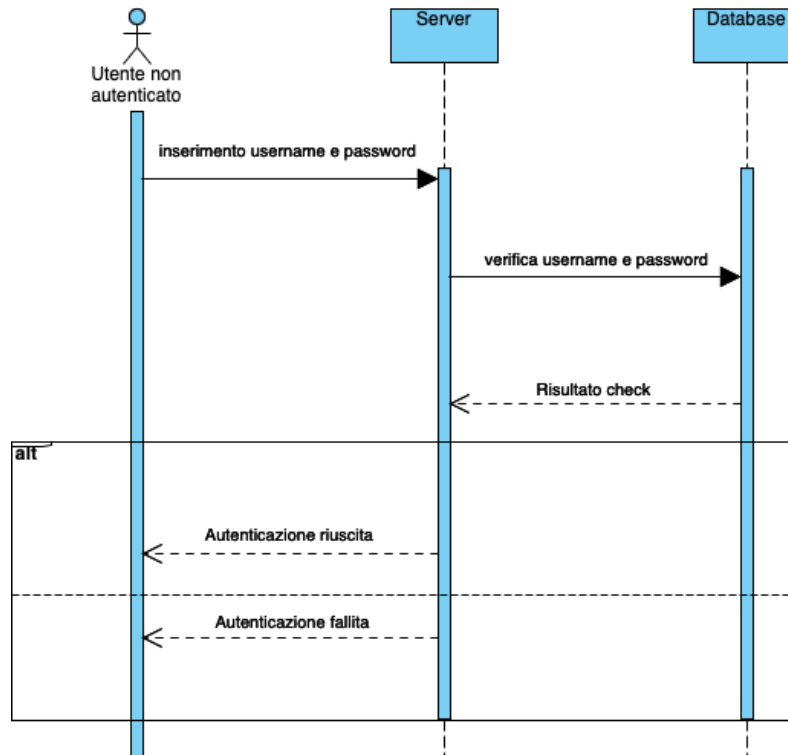 Server
Database
Utente non
autenticato
inserimento username e password
verifica username e password
Risultato check
alt
Autenticazione riuscita
Autenticazione fallita